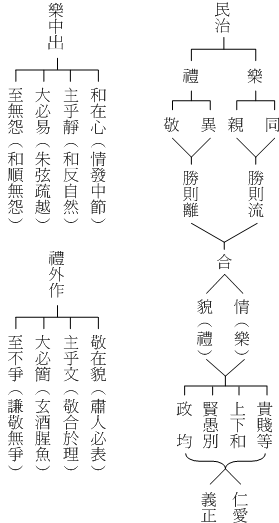 民治
樂
禮
同
親
異
敬
勝則流
勝則離
合
情（樂）
貌（禮）
貴賤等
上下和
賢愚別
政均
仁愛
義正
樂中出
和在心（情發中節）
主乎靜（和反自然）
大必易（朱弦疏越）
至無怨（和順無怨）
禮外作
敬在貌（肅人必表）
主乎文（敬合於理）
大必簡（玄酒腥魚）
至不爭（謙敬無爭）